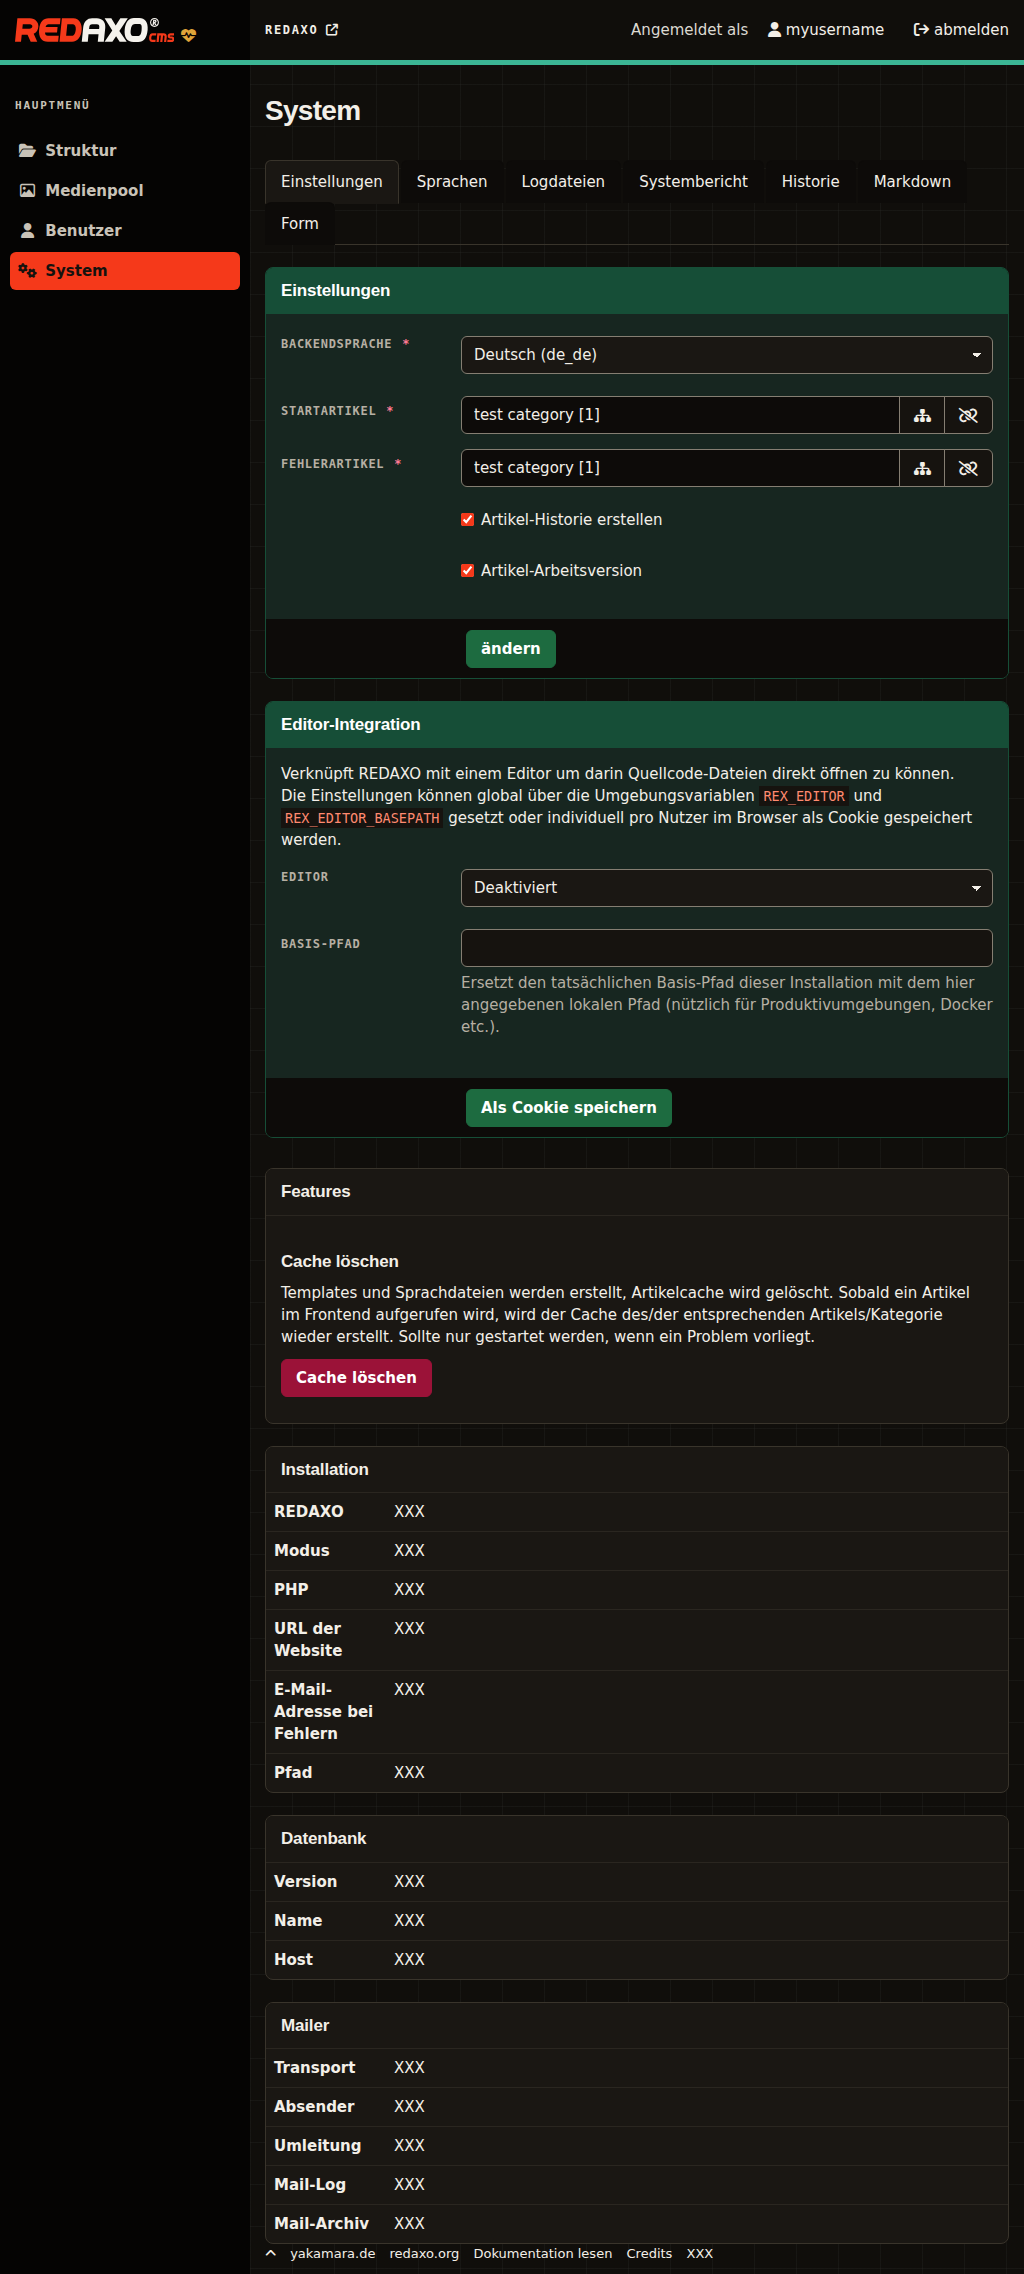 REDAXO® cms
REDAXO
Angemeldet als myusername abmelden
HAUPTMENÜ
Struktur
Medienpool
Benutzer
System
System
Einstellungen Sprachen Logdateien Systembericht Historie Markdown
Form
Einstellungen
BACKENDSPRACHE * Deutsch (de_de)
STARTARTIKEL * test category [1]
FEHLERARTIKEL * test category [1]
Artikel-Historie erstellen
Artikel-Arbeitsversion
ändern
Editor-Integration
Verknüpft REDAXO mit einem Editor um darin Quellcode-Dateien direkt öffnen zu können.
Die Einstellungen können global über die Umgebungsvariablen REX_EDITOR und
REX_EDITOR_BASEPATH gesetzt oder individuell pro Nutzer im Browser als Cookie gespeichert
werden.
EDITOR Deaktiviert
BASIS-PFAD
Ersetzt den tatsächlichen Basis-Pfad dieser Installation mit dem hier
angegebenen lokalen Pfad (nützlich für Produktivumgebungen, Docker
etc.).
Als Cookie speichern
Features
Cache löschen
Templates und Sprachdateien werden erstellt, Artikelcache wird gelöscht. Sobald ein Artikel
im Frontend aufgerufen wird, wird der Cache des/der entsprechenden Artikels/Kategorie
wieder erstellt. Sollte nur gestartet werden, wenn ein Problem vorliegt.
Cache löschen
Installation
REDAXO XXX
Modus XXX
PHP XXX
URL der XXX
Website
E-Mail- XXX
Adresse bei
Fehlern
Pfad XXX
Datenbank
Version XXX
Name XXX
Host XXX
Mailer
Transport XXX
Absender XXX
Umleitung XXX
Mail-Log XXX
Mail-Archiv XXX
yakamara.de redaxo.org Dokumentation lesen Credits XXX